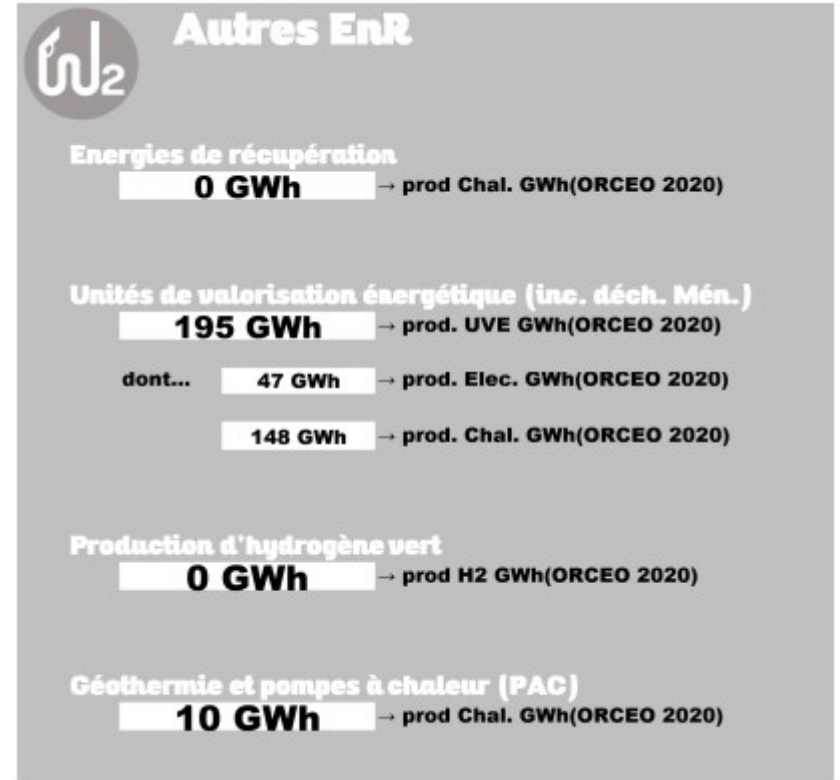 Autres EnR
Energies de récupération
0 GWh → prod Chal. GWh(ORCEO 2020)
Unités de valorisation énergétique (inc. déch. Mén.)
195 GWh → prod. UVE GWh(ORCEO 2020)
dont... 47 GWh → prod. Elec. GWh(ORCEO 2020)
148 GWh → prod. Chal. GWh(ORCEO 2020)
Production d'hydrogène vert
0 GWh → prod H2 GWh(ORCEO 2020)
Géothermie et pompes à chaleur (PAC)
10 GWh → prod Chal. GWh(ORCEO 2020)